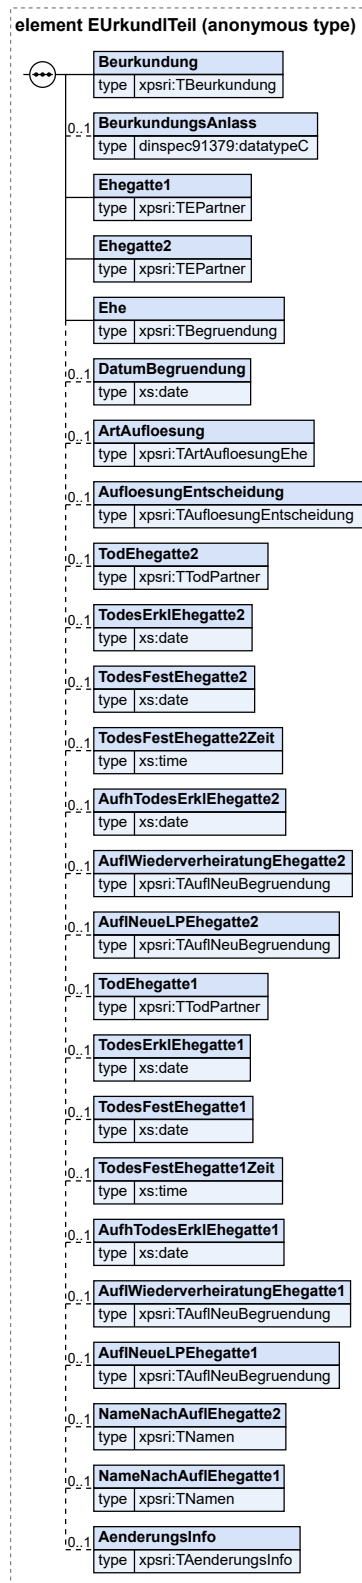 element EUrkundlTeil (anonymous type)
Beurkundung
type xpsri:TBeurkundung
0..1
BeurkundungsAnlass
type dinspec91379:datatypeC
Ehegatte1
type xpsri:TEPartner
Ehegatte2
type xpsri:TEPartner
Ehe
type xpsri:TBegruendung
0..1
DatumBegruendung
type xs:date
0..1
ArtAufloesung
type xpsri:TArtAufloesungEhe
0..1
AufloesungEntscheidung
type xpsri:TAufloesungEntscheidung
0..1
TodEhegatte2
type xpsri:TTodPartner
0..1
TodesErklEhegatte2
type xs:date
0..1
TodesFestEhegatte2
type xs:date
0..1
TodesFestEhegatte2Zeit
type xs:time
0..1
AufhTodesErklEhegatte2
type xs:date
0..1
AuflWiederverheiratungEhegatte2
type xpsri:TAuflNeuBegruendung
0..1
AuflNeueLPEhegatte2
type xpsri:TAuflNeuBegruendung
0..1
TodEhegatte1
type xpsri:TTodPartner
0..1
TodesErklEhegatte1
type xs:date
0..1
TodesFestEhegatte1
type xs:date
0..1
TodesFestEhegatte1Zeit
type xs:time
0..1
AufhTodesErklEhegatte1
type xs:date
0..1
AuflWiederverheiratungEhegatte1
type xpsri:TAuflNeuBegruendung
0..1
AuflNeueLPEhegatte1
type xpsri:TAuflNeuBegruendung
0..1
NameNachAuflEhegatte2
type xpsri:TNamen
0..1
NameNachAuflEhegatte1
type xpsri:TNamen
0..1
AenderungsInfo
type xpsri:TAenderungsInfo